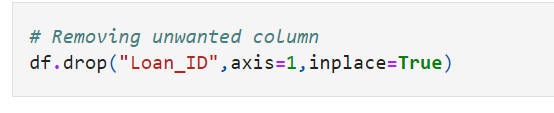 # Removing unwanted column
df.drop("Loan_ID",axis=1,inplace=True)